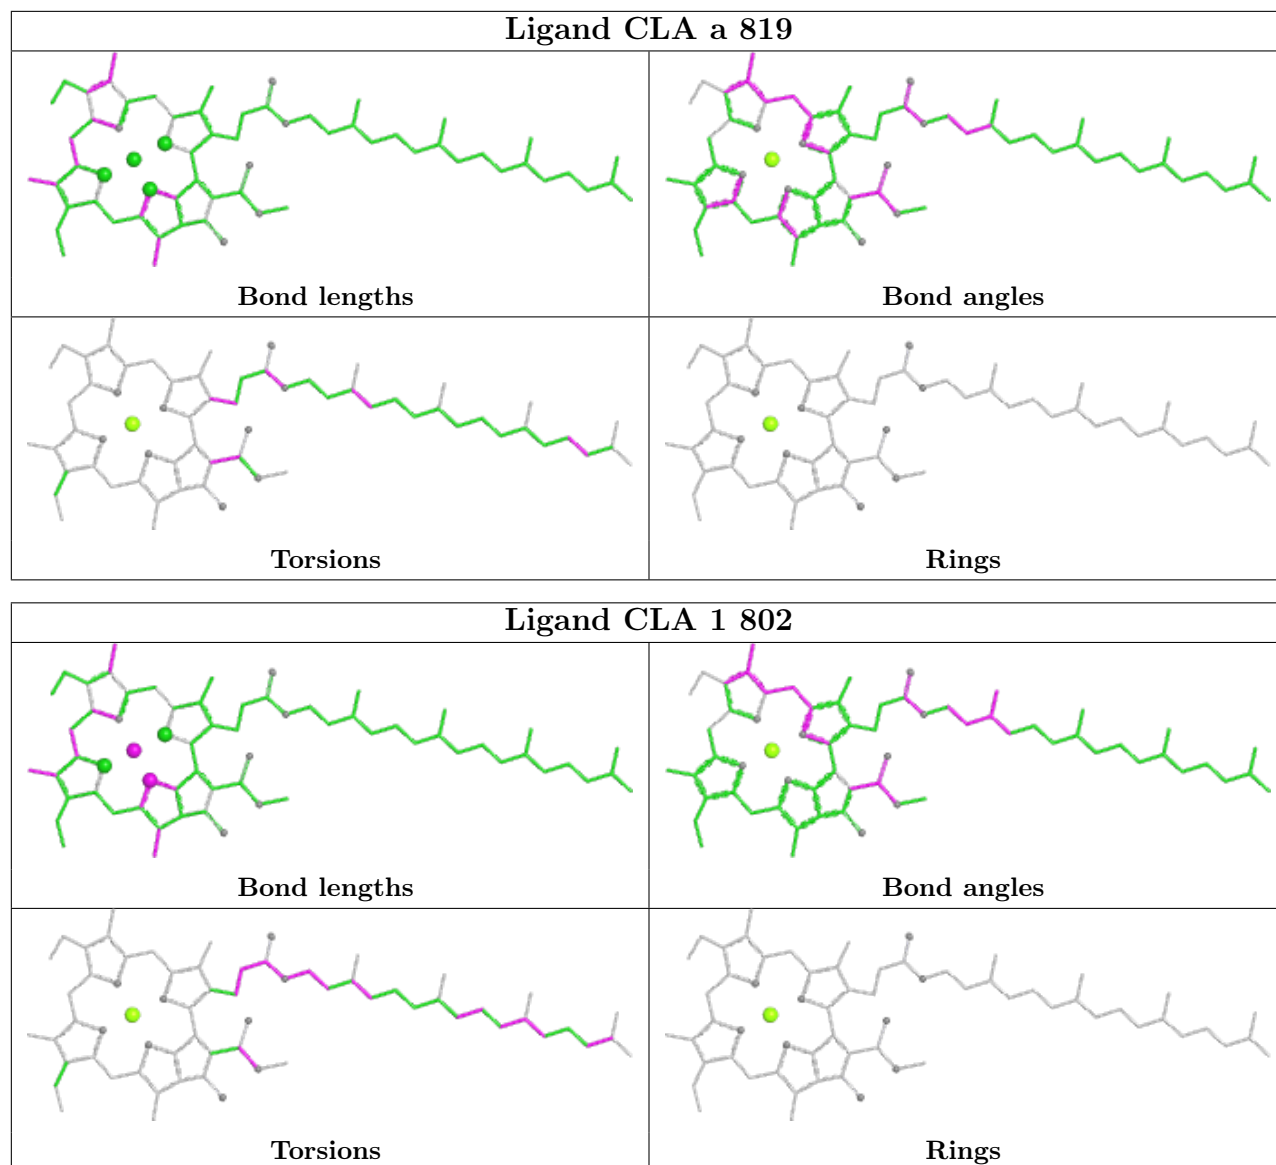 Ligand CLA a 819
Bond lengths
Bond angles
Torsions
Rings
Ligand CLA 1 802
Bond lengths
Bond angles
Torsions
Rings